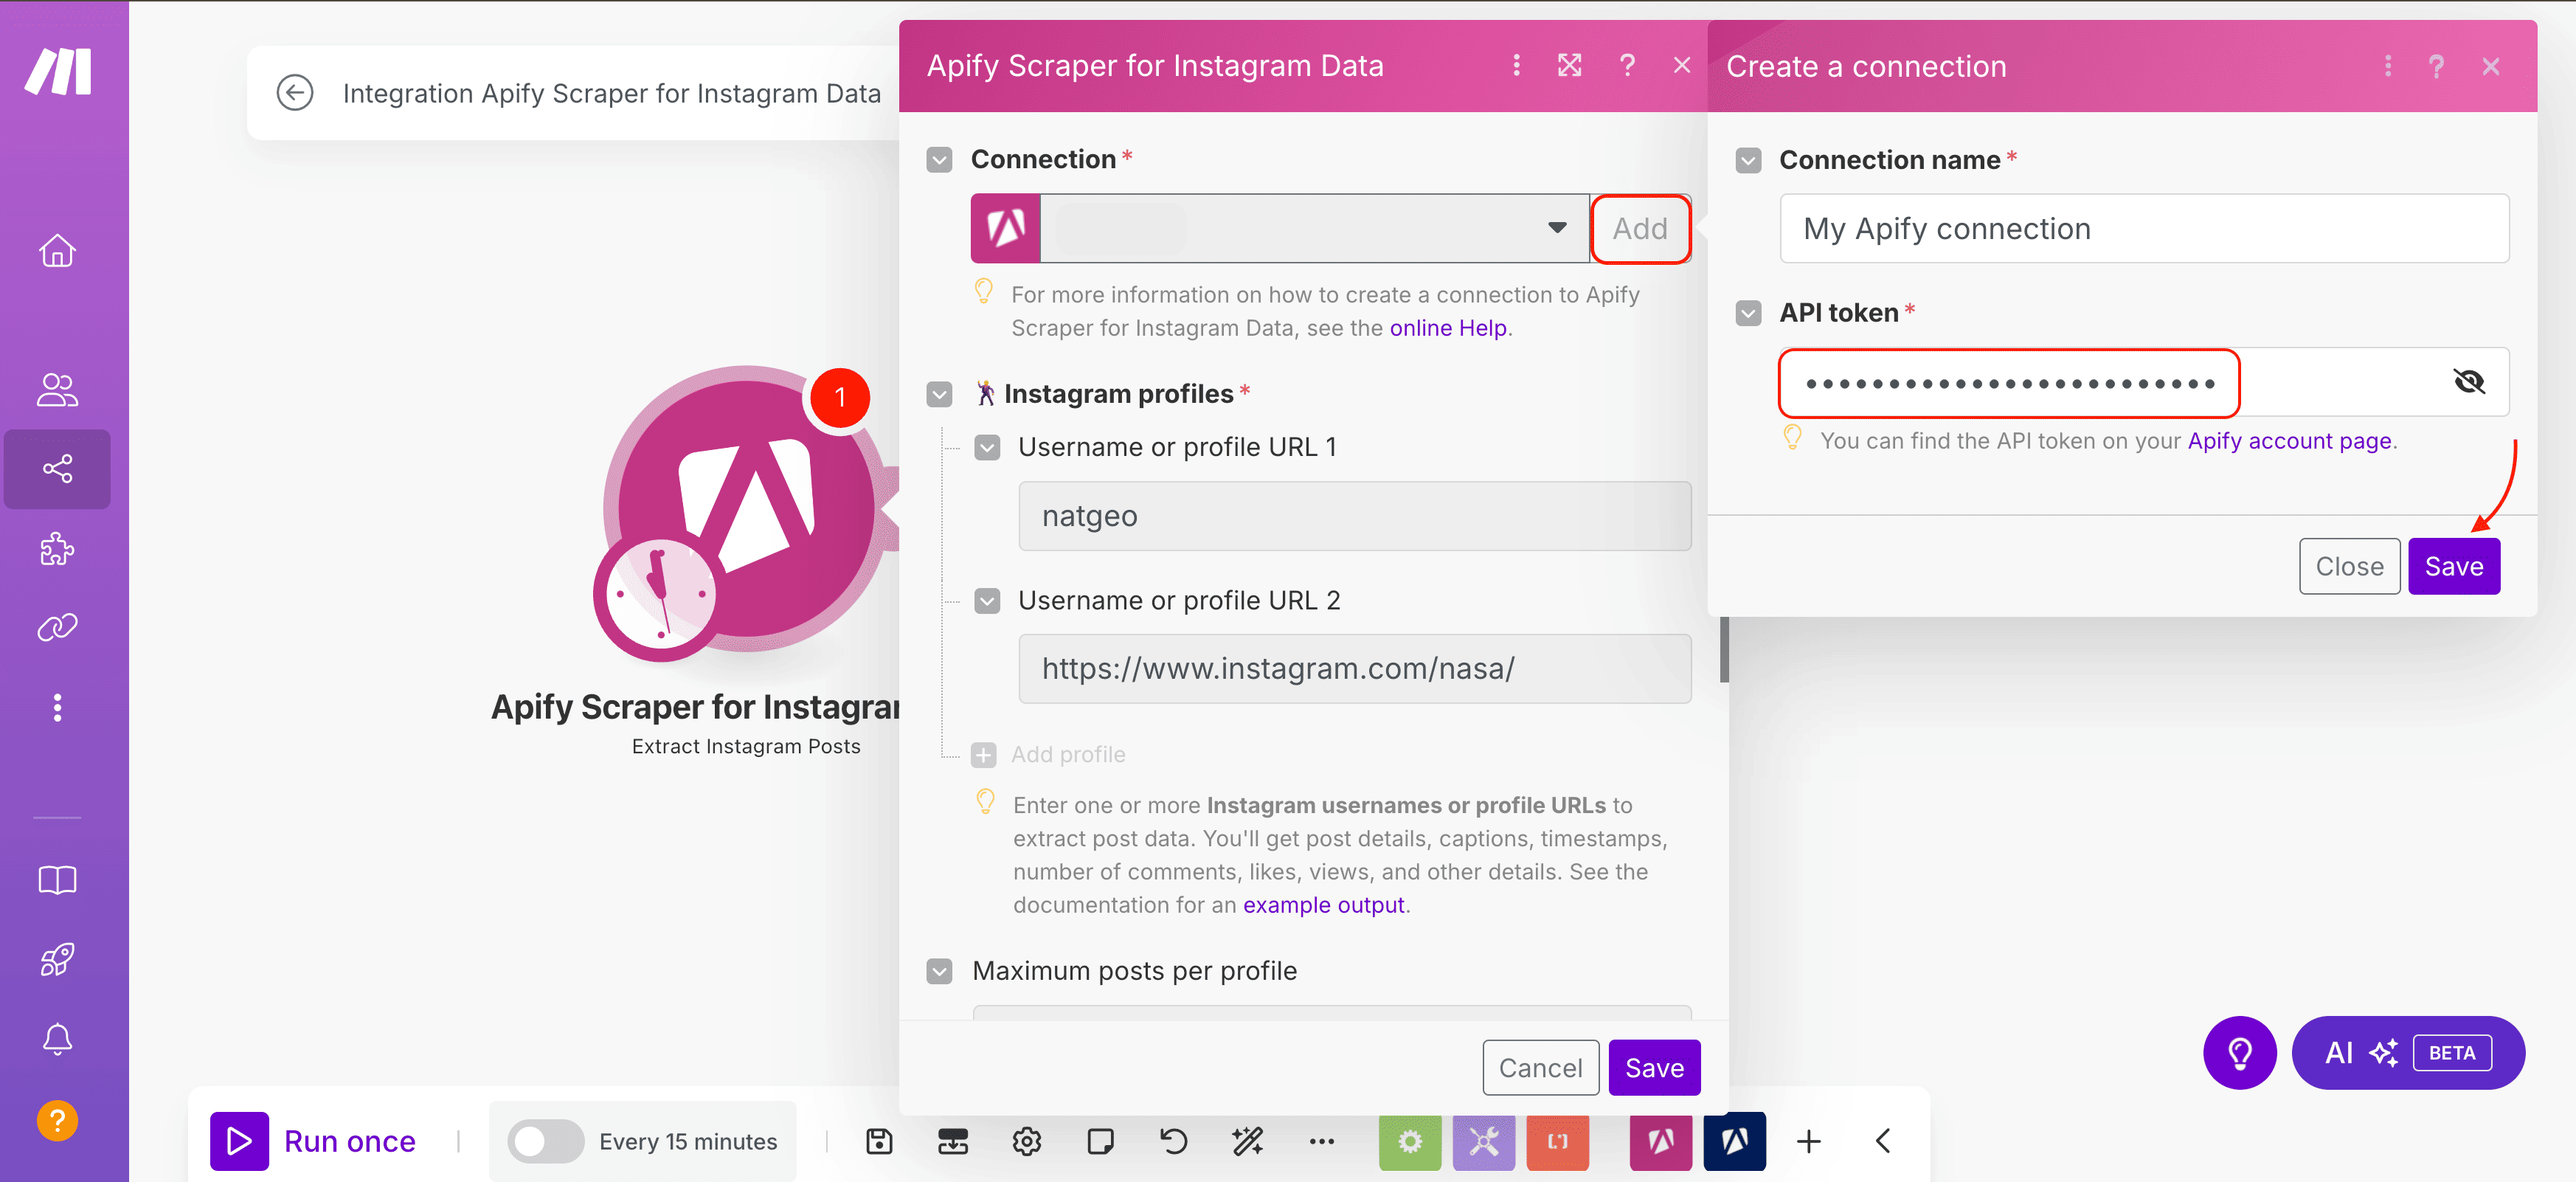 Integration Apify Scraper for Instagram Data
1
Apify Scraper for Instagra
Extract Instagram Posts
Apify Scraper for Instagram Data
?
Connection *
Add
For more information on how to create a connection to Apify
Scraper for Instagram Data, see the online Help.
Instagram profiles *
Username or profile URL 1
natgeo
Username or profile URL 2
https://www.instagram.com/nasa/
Add profile
Enter one or more Instagram usernames or profile URLs to
extract post data. You'll get post details, captions, timestamps,
number of comments, likes, views, and other details. See the
documentation for an example output.
Maximum posts per profile
Cancel
Save
Create a connection
?
Connection name *
My Apify connection
API token *
You can find the API token on your Apify account page.
Close
Save
AI
BETA
?
Run once
Every 15 minutes